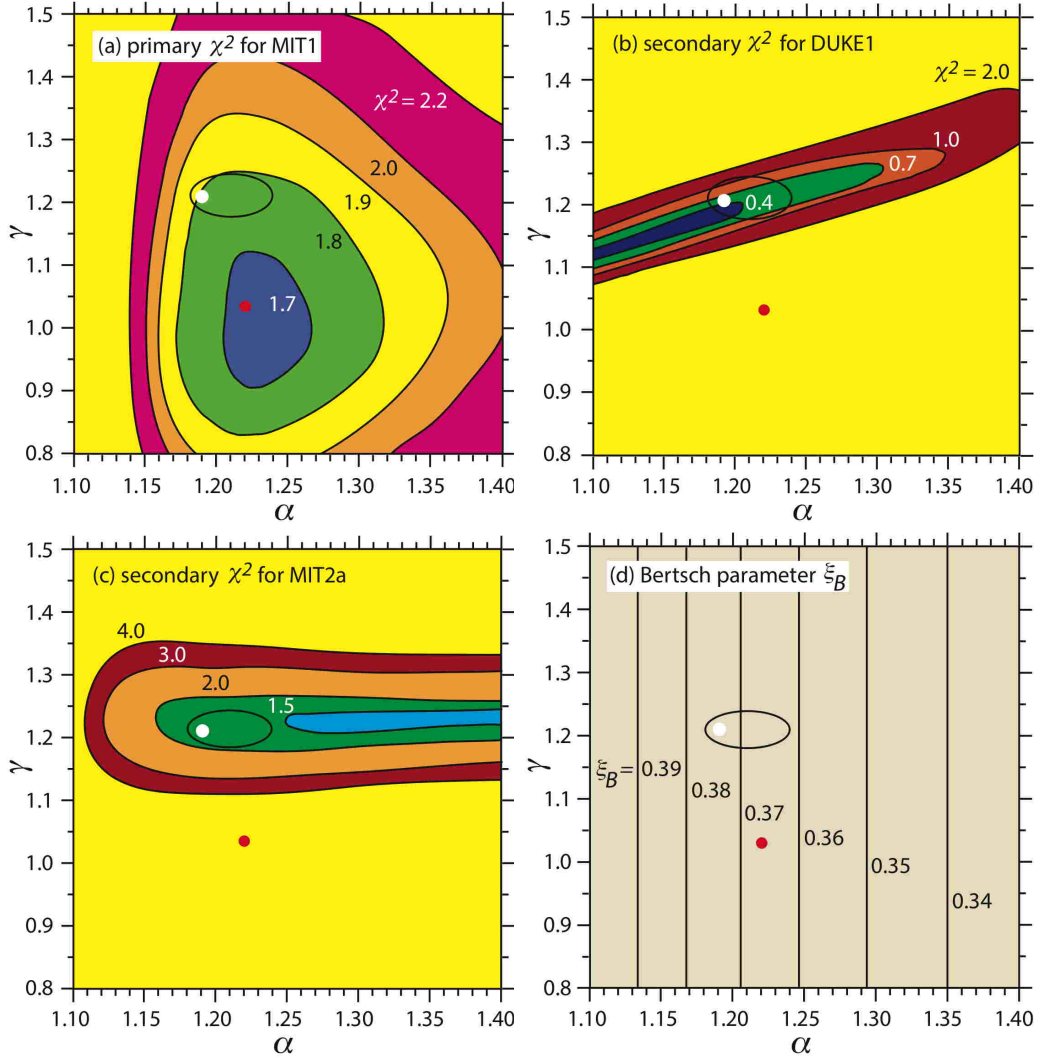 (a) primary χ² for MIT1
χ² = 2.2
2.0
1.9
1.8
1.7
1.5
1.4
1.3
1.2
1.1
1.0
0.9
0.8
γ
1.10 1.15 1.20 1.25 1.30 1.35 1.40
α
(b) secondary χ² for DUKE1
χ² = 2.0
1.0
0.7
0.4
1.5
1.4
1.3
1.2
1.1
1.0
0.9
0.8
γ
1.10 1.15 1.20 1.25 1.30 1.35 1.40
α
(c) secondary χ² for MIT2a
4.0
3.0
2.0
1.5
1.5
1.4
1.3
1.2
1.1
1.0
0.9
0.8
γ
1.10 1.15 1.20 1.25 1.30 1.35 1.40
α
(d) Bertsch parameter ξ_B
ξ_B = 0.39
0.38
0.37
0.36
0.35
0.34
1.5
1.4
1.3
1.2
1.1
1.0
0.9
0.8
γ
1.10 1.15 1.20 1.25 1.30 1.35 1.40
α